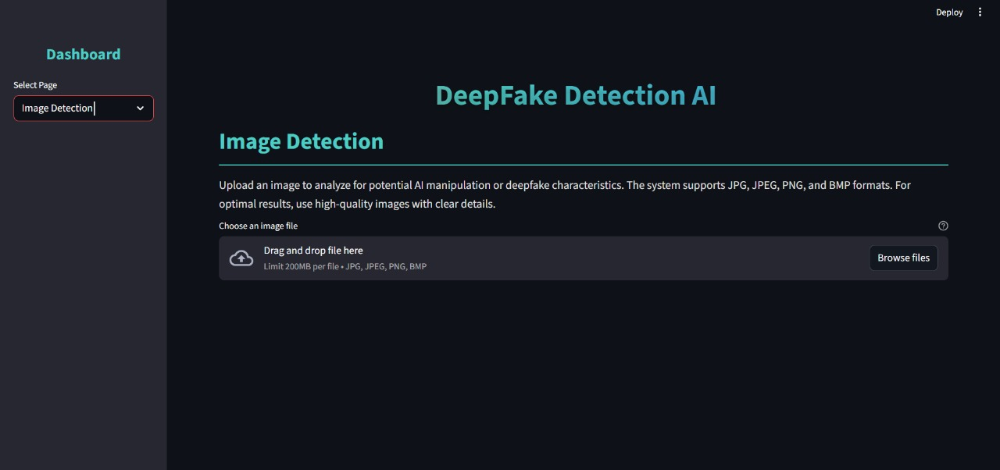 Deploy
Dashboard
Select Page
Image Detection
DeepFake Detection AI
Image Detection
Upload an image to analyze for potential AI manipulation or deepfake characteristics. The system supports JPG, JPEG, PNG, and BMP formats. For
optimal results, use high-quality images with clear details.
Choose an image file
Drag and drop file here
Limit 200MB per file • JPG, JPEG, PNG, BMP
Browse files